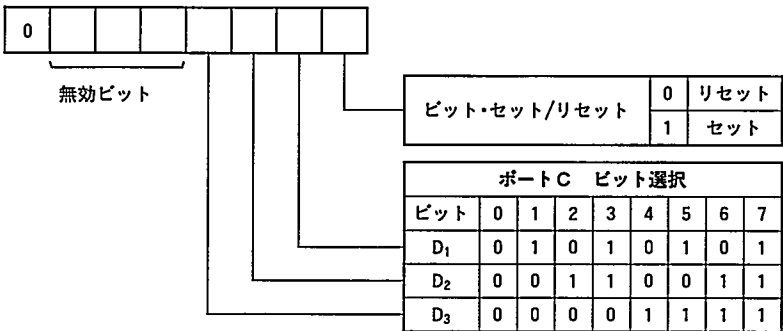 0
無効ビット
ビット・セット/リセット 0 リセット
1 セット
ポートC ビット選択
ビット 0 1 2 3 4 5 6 7
D₁ 0 1 0 1 0 1 0 1
D₂ 0 0 1 1 0 0 1 1
D₃ 0 0 0 0 1 1 1 1